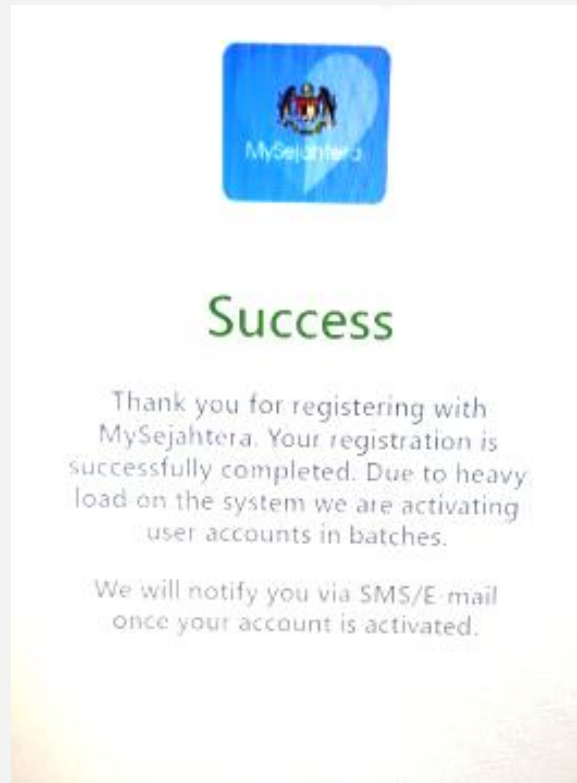 MySejahtera
Success
Thank you for registering with
MySejahtera. Your registration is
successfully completed. Due to heavy
load on the system we are activating
user accounts in batches.
We will notify you via SMS/E-mail
once your account is activated.